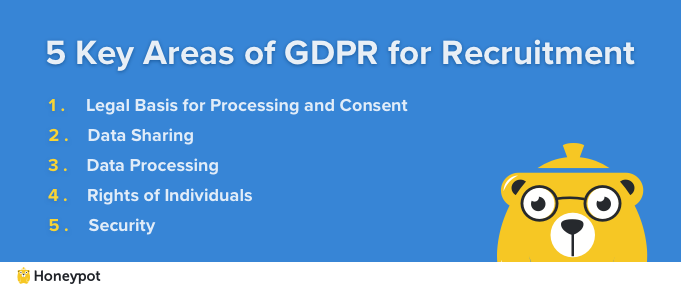 5 Key Areas of GDPR for Recruitment
1. Legal Basis for Processing and Consent
2. Data Sharing
3. Data Processing
4. Rights of Individuals
5. Security
Honeypot